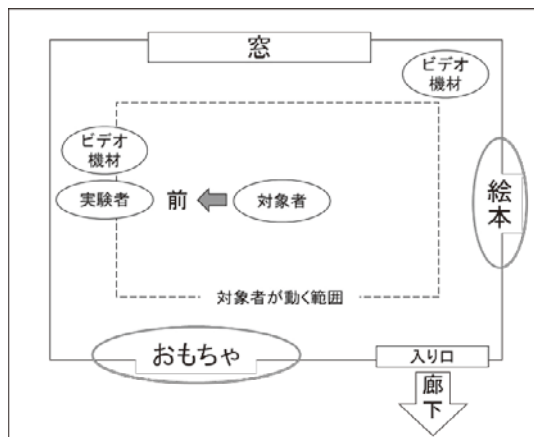 窓
ビデオ
機材
ビデオ
機材
実験者
前
対象者
絵本
対象者が動く範囲
おもちゃ
入り口
廊下